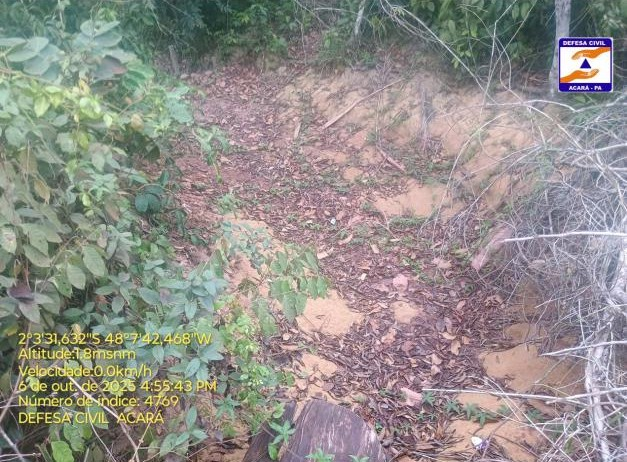 DEFESA CIVIL
ACARÁ - PA
2°3'31,632"S 48°7'42,468"W
Altitude:1.8msnm
Velocidade:0.0km/h
6 de out. de 2025 4:55:43 PM
Número de índice: 4769
DEFESA CIVIL ACARÁ